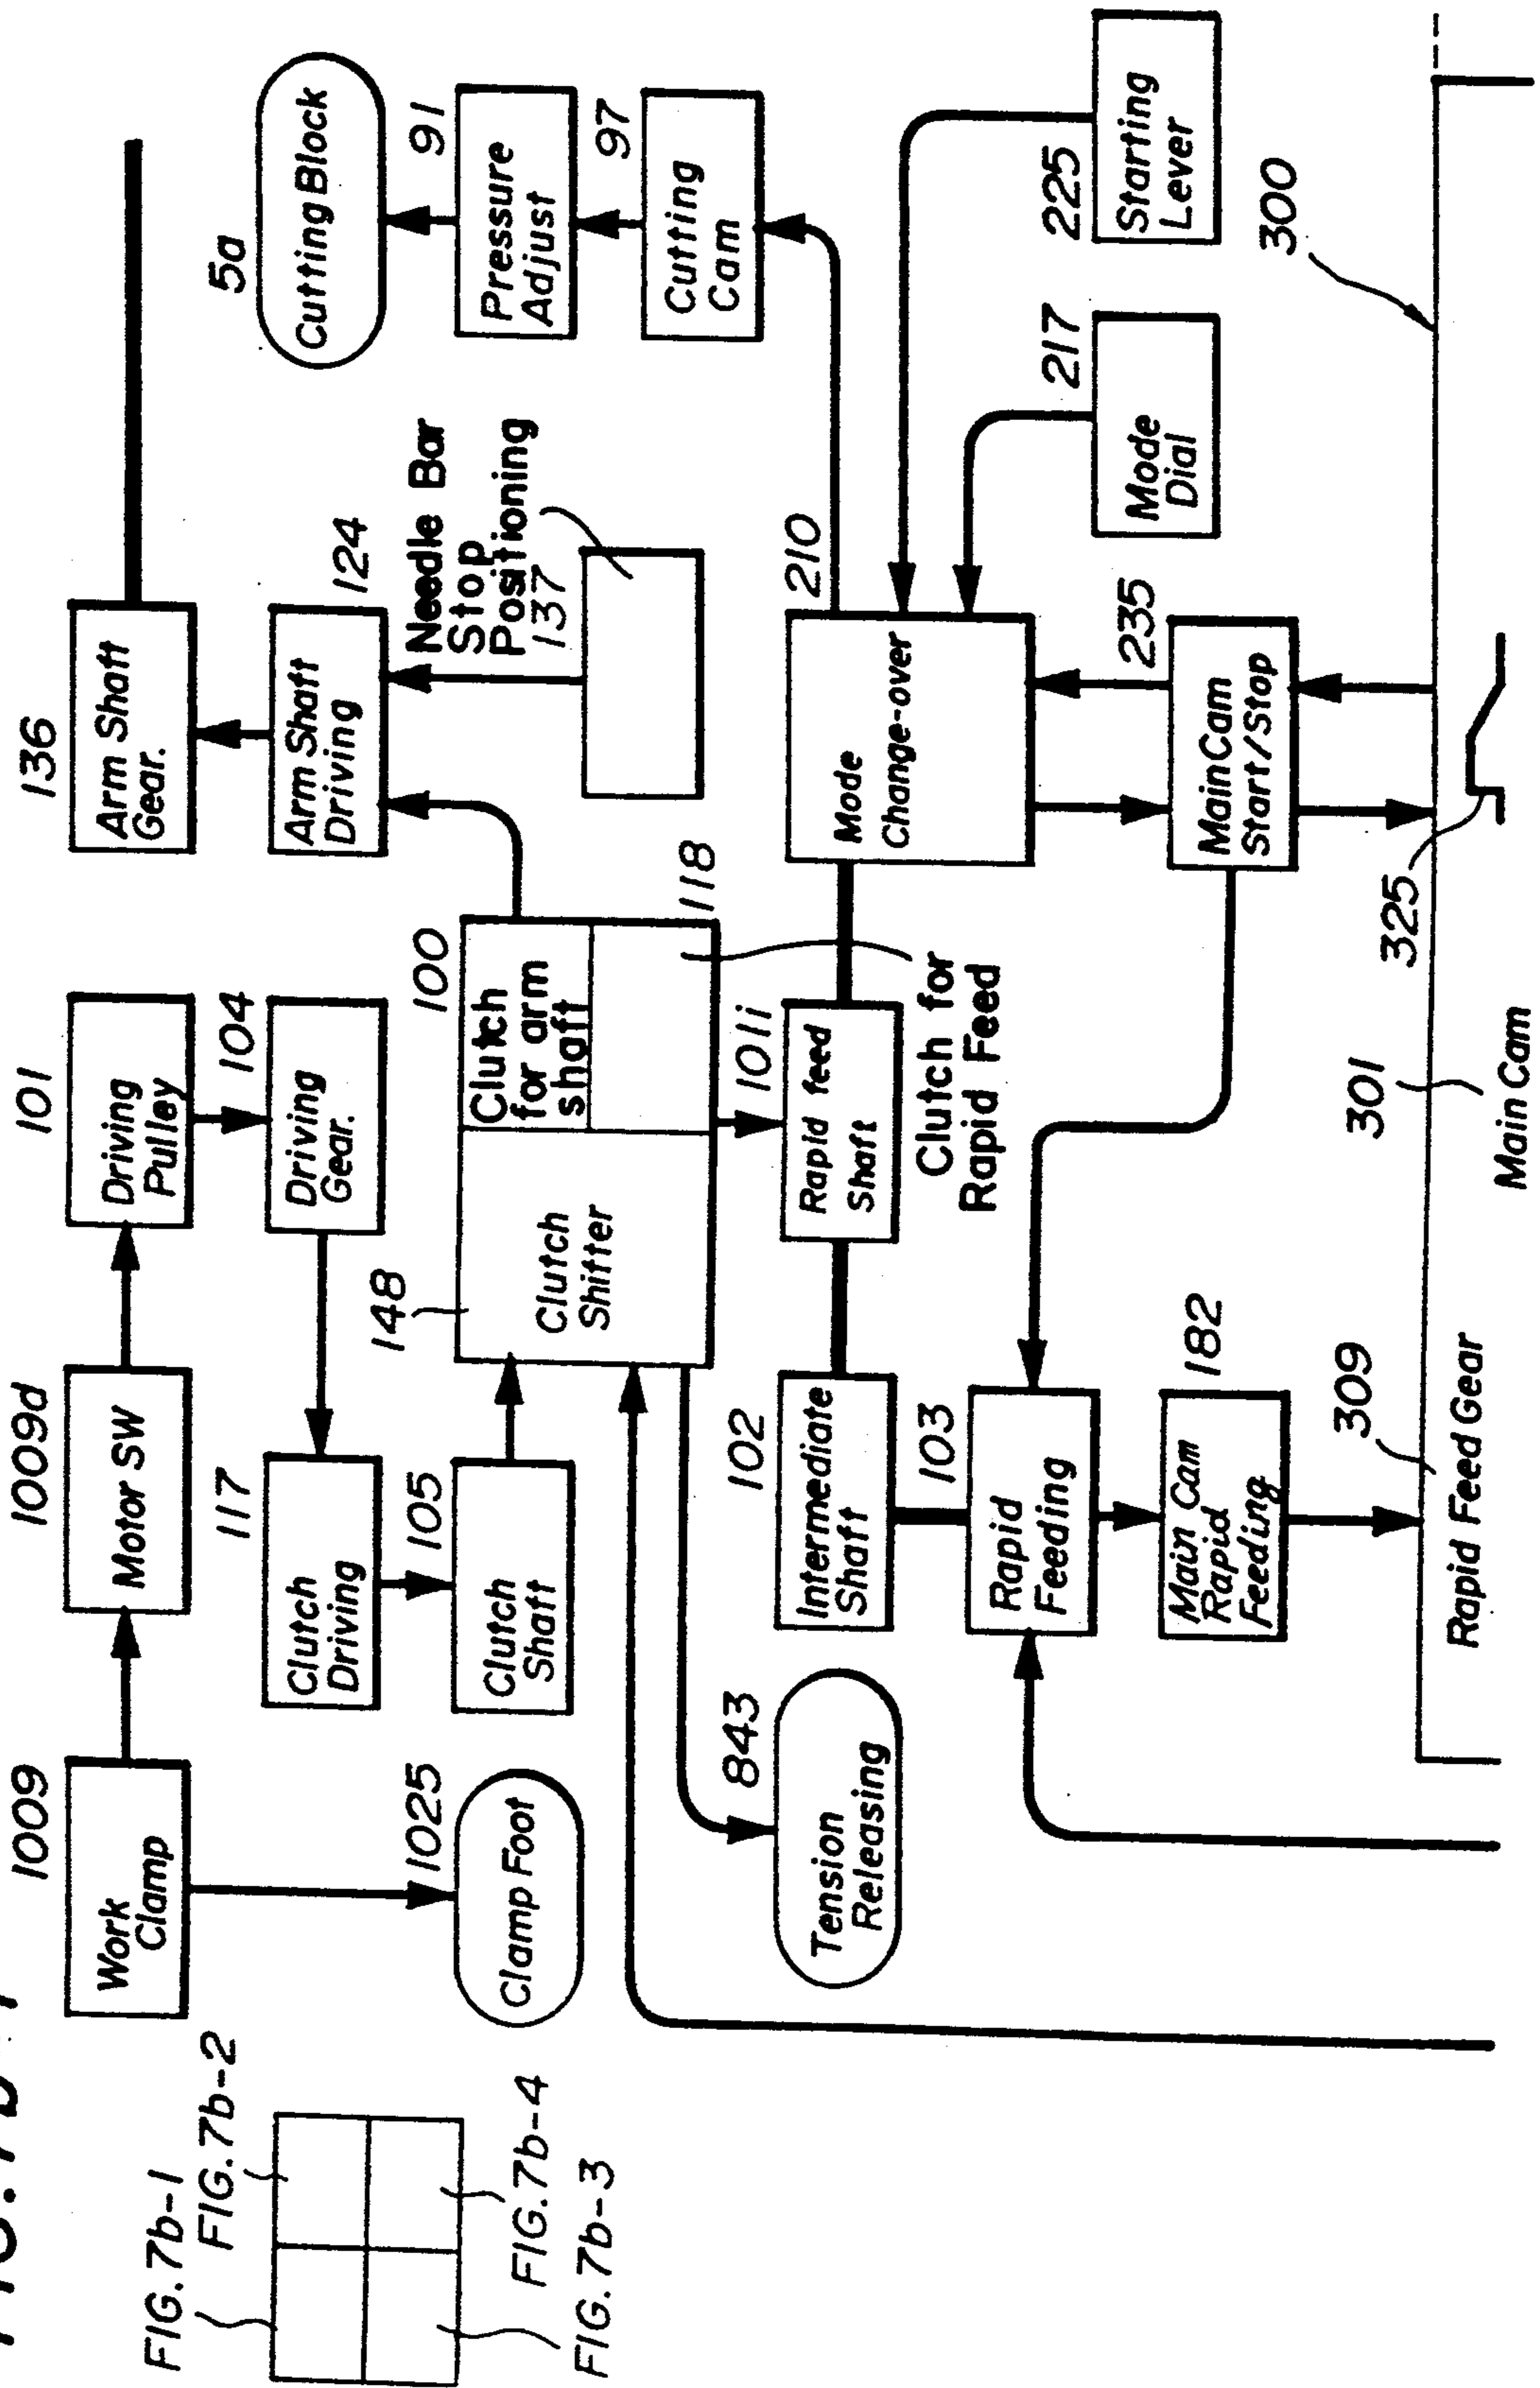 FIG.7b-1
FIG.7b-1
FIG.7b-2
FIG.7b-4
FIG.7b-3
1009
Work
Clamp
1009d
Motor SW
101
Driving
Pulley
136
Arm Shaft
Gear.
1025
Clamp Foot
117
Clutch
Driving
104
Driving
Gear.
124
Arm Shaft
Driving
5a
Cutting Block
105
Clutch
Shaft
148
Clutch
Shifter
100
Clutch
for arm
shaft
118
Clutch for
Rapid Feed
Needle Bar
Stop
Positioning
137
91
Pressure
Adjust
97
Cutting
Cam
843
Tension
Releasing
102
Intermediate
Shaft
101i
Rapid feed
Shaft
210
Mode
Change-over
103
Rapid
Feeding
182
Main Cam
Rapid
Feeding
235
Main Cam
Start/Stop
217
Mode
Dial
225
Starting
Lever
300
309
Rapid Feed Gear
301
Main Cam
325